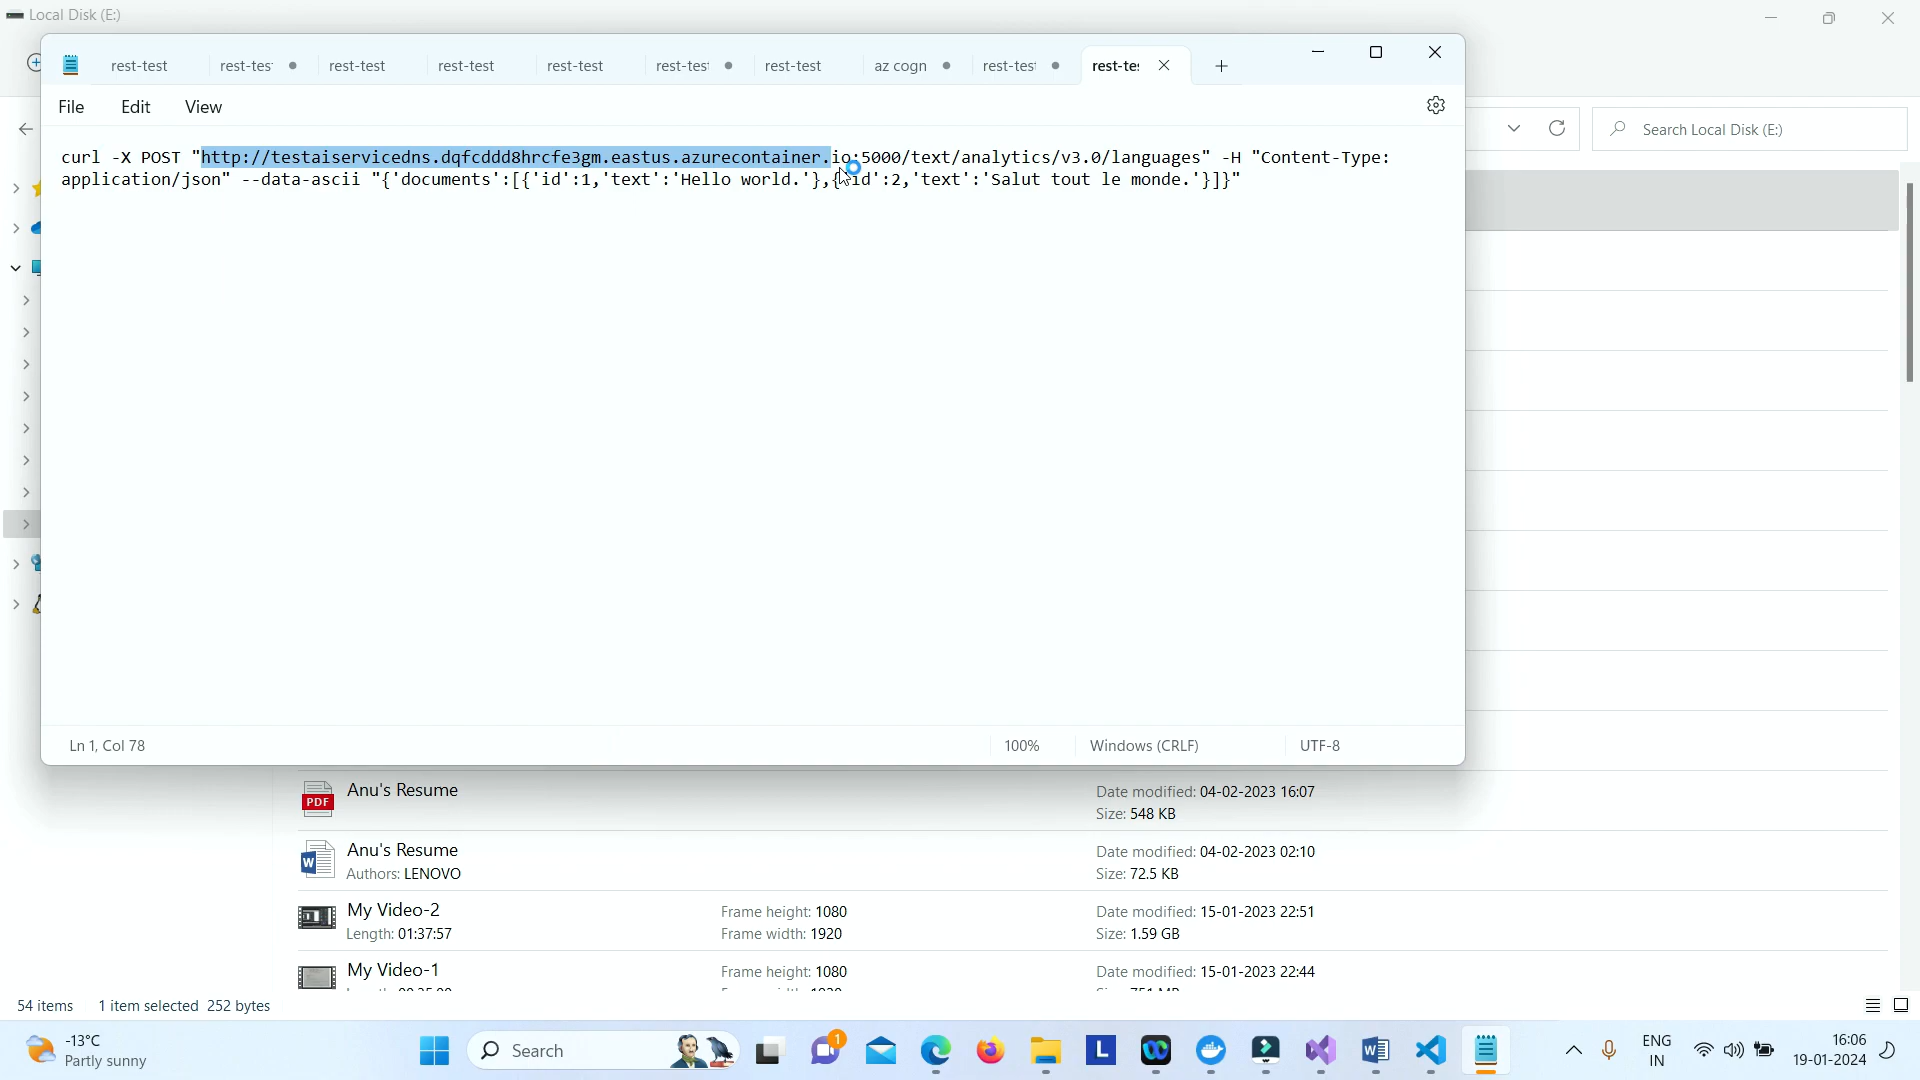 Local Disk (E:)
rest-test
rest-tes
rest-test
rest-test
rest-test
rest-tes
rest-test
az cogn
rest-tes
rest-te
File
Edit
View
Search Local Disk (E:)
curl -X POST "http://testaiservicedns.dqfcddd8hrcfe3gm.eastus.azurecontainer.io:5000/text/analytics/v3.0/languages" -H "Content-Type:
application/json" --data-ascii "{'documents':[{'id':1,'text':'Hello world.'},{'id':2,'text':'Salut tout le monde.'}]}"
Ln 1, Col 78
100%
Windows (CRLF)
UTF-8
PDF
Anu's Resume
Date modified: 04-02-2023 16:07
Size: 548 KB
W
Anu's Resume
Authors: LENOVO
Date modified: 04-02-2023 02:10
Size: 72.5 KB
My Video-2
Length: 01:37:57
Frame height: 1080
Frame width: 1920
Date modified: 15-01-2023 22:51
Size: 1.59 GB
My Video-1
Frame height: 1080
Date modified: 15-01-2023 22:44
54 items
1 item selected 252 bytes
-13°C
Partly sunny
Search
1
L
W
ENG
IN
16:06
19-01-2024